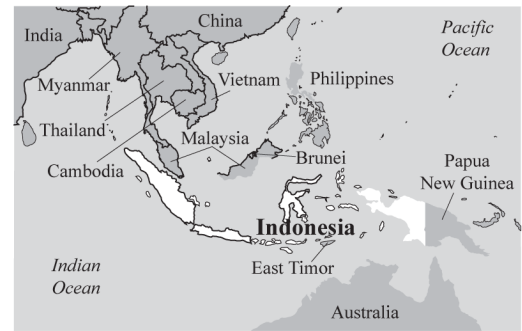 China
India
Pacific
Ocean
Myanmar
Vietnam
Philippines
Thailand
Malaysia
Cambodia
Brunei
Papua
New Guinea
Indonesia
East Timor
Indian
Ocean
Australia